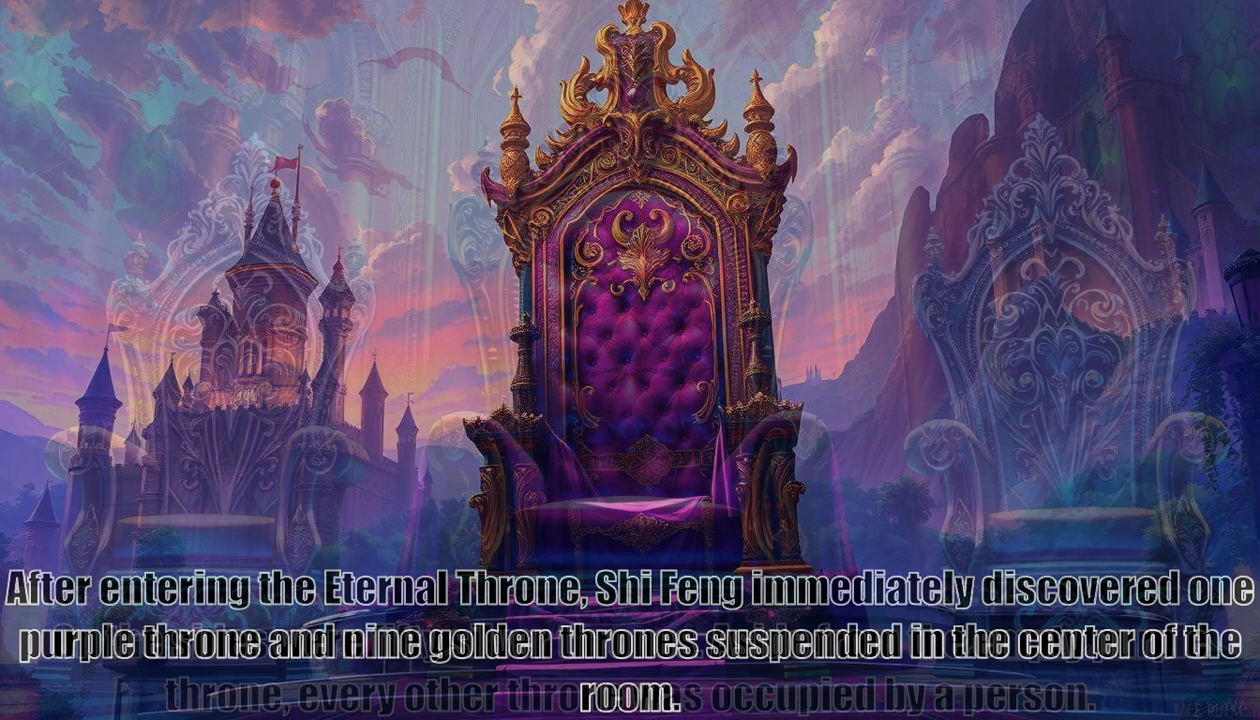 After entering the Eternal Throne, Shi Feng immediately discovered one
purple throne and nine golden thrones suspended in the center of the
room.
throne, every other thro s occupied by a person.